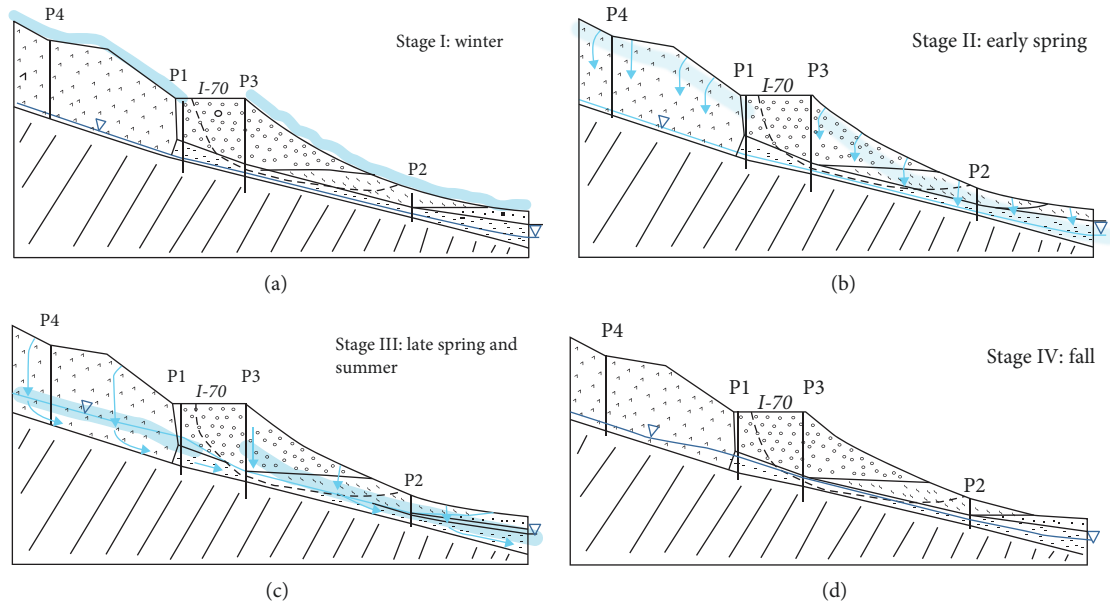 P4
Stage I: winter
P1
I-70
P3
P2
(a)
P4
Stage II: early spring
P1
I-70
P3
P2
(b)
P4
Stage III: late spring and
summer
P1
I-70
P3
P2
(c)
P4
Stage IV: fall
P1
I-70
P3
P2
(d)